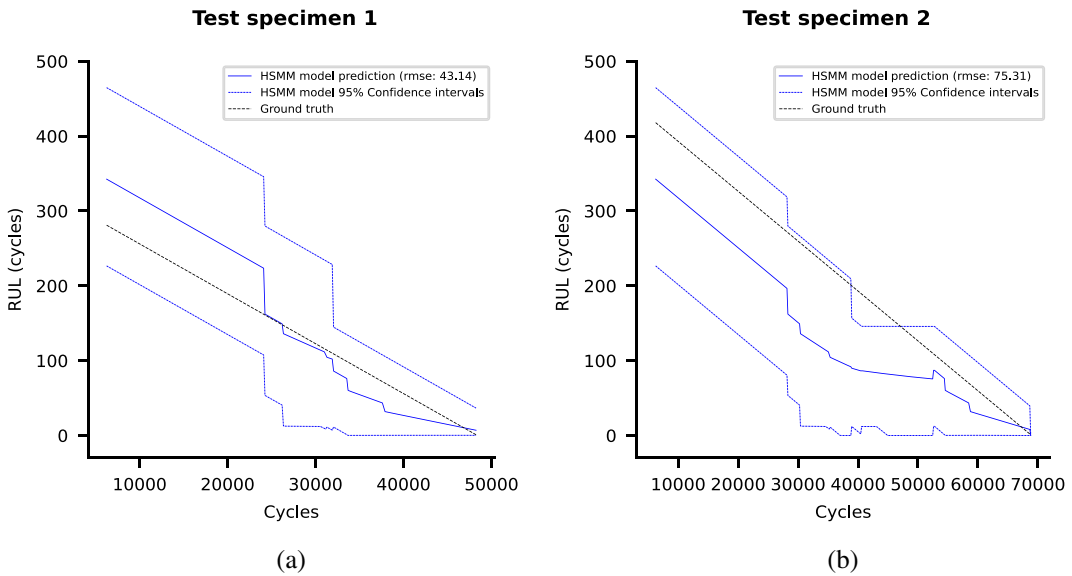 Test specimen 1
500
400
300
200
100
0
RUL (cycles)
HSMM model prediction (rmse: 43.14)
HSMM model 95% Confidence intervals
Ground truth
10000 20000 30000 40000 50000
Cycles
(a)
Test specimen 2
500
400
300
200
100
0
RUL (cycles)
HSMM model prediction (rmse: 75.31)
HSMM model 95% Confidence intervals
Ground truth
10000 20000 30000 40000 50000 60000 70000
Cycles
(b)